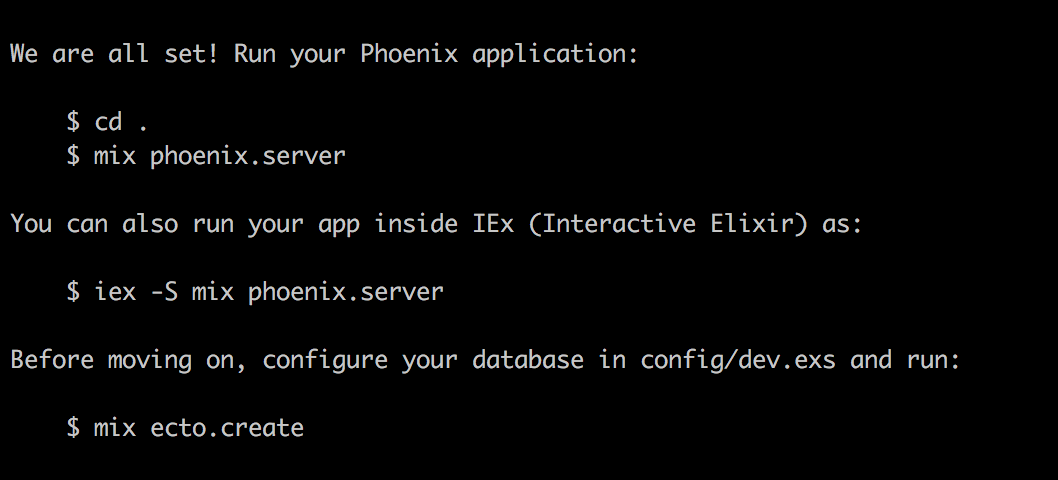 We are all set! Run your Phoenix application:
$ cd .
$ mix phoenix.server
You can also run your app inside IEx (Interactive Elixir) as:
$ iex -S mix phoenix.server
Before moving on, configure your database in config/dev.exs and run:
$ mix ecto.create